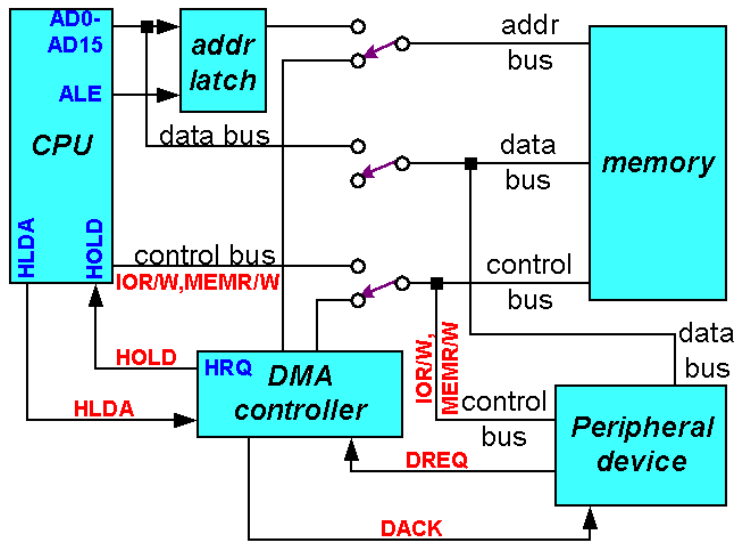 AD0-
AD15
addr
latch
addr
bus
ALE
CPU
data bus
data
bus
memory
HLDA
HOLD
control bus
IOR/W,MEMR/W
control
bus
HOLD
HRQ
DMA
controller
HLDA
IOR/W,
MEMR/W
data
bus
control
bus
Peripheral
device
DREQ
DACK